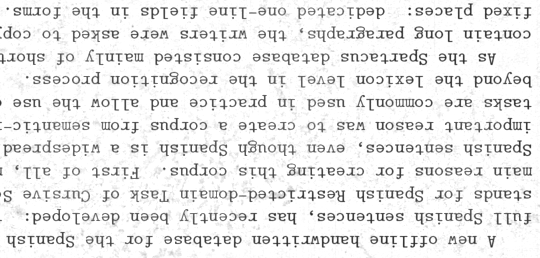 A new offline handwritten database for the Spanish
full Spanish sentences, has recently been developed:
stands for Spanish Restricted-domain Task of Cursive S
main reasons for creating this corpus. First of all,
Spanish sentences, even though Spanish is a widespread
important reason was to create a corpus from semantic-
tasks are commonly used in practice and allow the use
beyond the lexicon level in the recognition process.
As the Spartacus database consisted mainly of short
contain long paragraphs, the writers were asked to copy
fixed places: dedicated one-line fields in the forms.